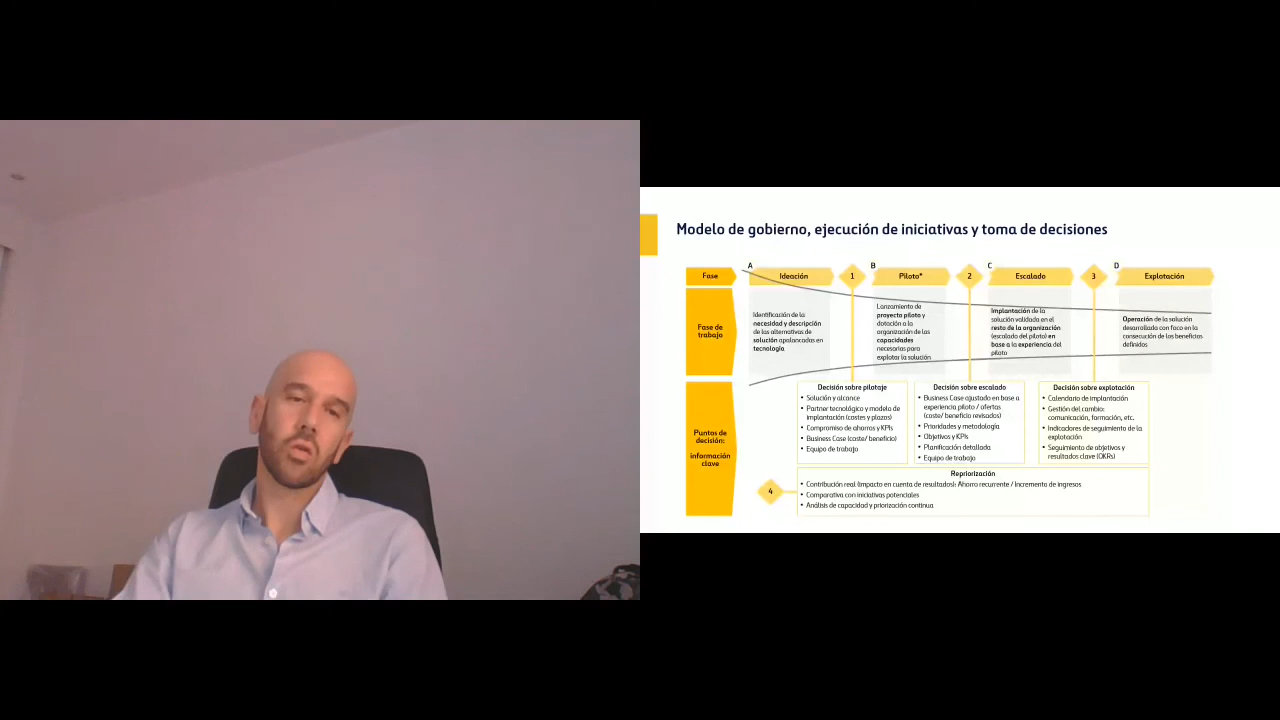 Modelo de gobierno, ejecución de iniciativas y toma de decisiones
A
B
C
D
Fase
Ideación
1
Piloto*
2
Escalado
3
Explotación
Fase de
trabajo
Identificación de la
necesidad y descripción
de las alternativas de
solución apalancadas en
tecnología
Lanzamiento de
proyecto piloto y
dotación a la
organización de las
capacidades
necesarias para
explotar la solución
Implantación de la
solución validada en el
resto de la organización
(escalada del piloto) en
base a la experiencia del
piloto
Operación de la solución
desarrollada con foco en la
consecución de los beneficios
definidos
Puntos de
decisión:
información
clave
Decisión sobre pilotaje
• Solución y alcance
• Partner tecnológico y modelo de
implantación (costes y plazos)
• Compromiso de ahorros y KPIs
• Business Case (coste/ beneficio)
• Equipo de trabajo
Decisión sobre escalado
• Business Case ajustado en base a
experiencia piloto / ofertas
(coste/ beneficio revisados)
• Prioridades y metodología
• Objetivos y KPIs
• Planificación detallada
• Equipo de trabajo
Decisión sobre explotación
• Calendario de implantación
• Gestión del cambio:
comunicación, formación, etc.
• Indicadores de seguimiento de la
explotación
• Seguimiento de objetivos y
resultados clave (OKRs)
4
Repriorización
• Contribución real (impacto en cuenta de resultados): Ahorro recurrente / Incremento de ingresos
• Comparativa con iniciativas potenciales
• Análisis de capacidad y priorización continua